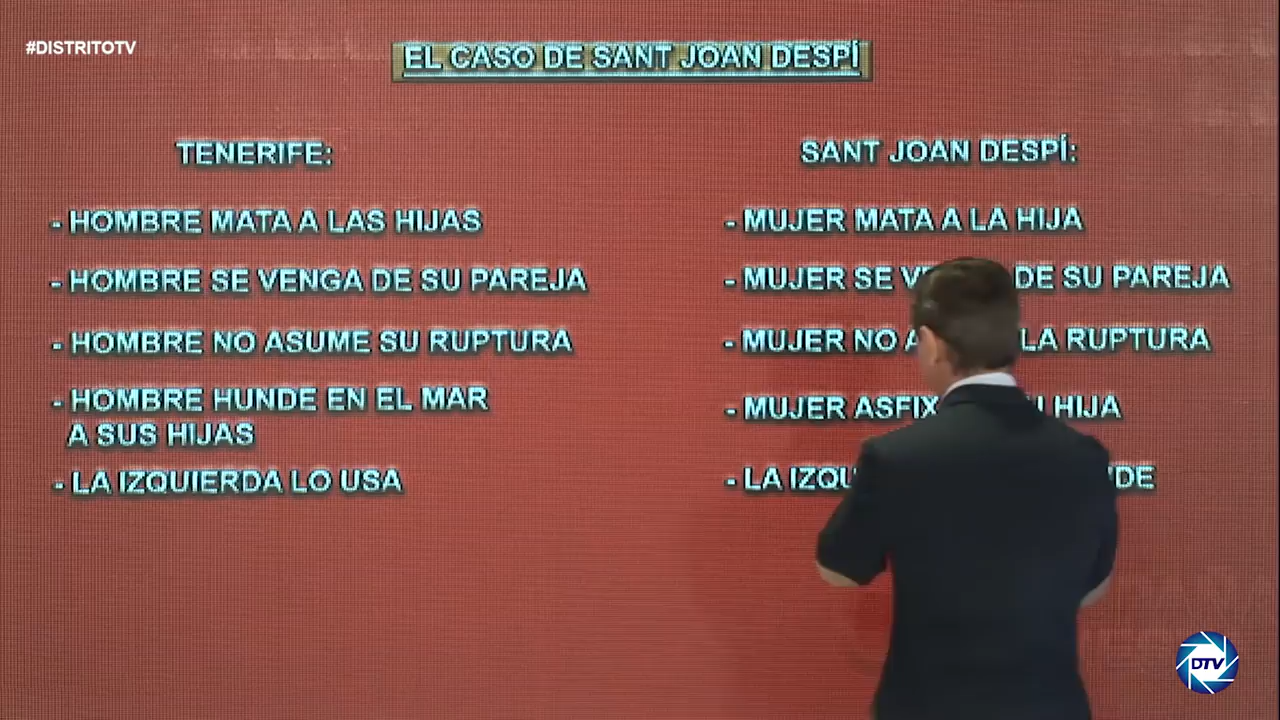 #DISTRITOTV
EL CASO DE SANT JOAN DESPÍ
TENERIFE:
- HOMBRE MATA A LAS HIJAS
- HOMBRE SE VENGA DE SU PAREJA
- HOMBRE NO ASUME SU RUPTURA
- HOMBRE HUNDE EN EL MAR
A SUS HIJAS
- LA IZQUIERDA LO USA
SANT JOAN DESPÍ:
- MUJER MATA A LA HIJA
- MUJER SE DE SU PAREJA
- MUJER NO LA RUPTURA
- MUJER HIJA
- LA
DTV